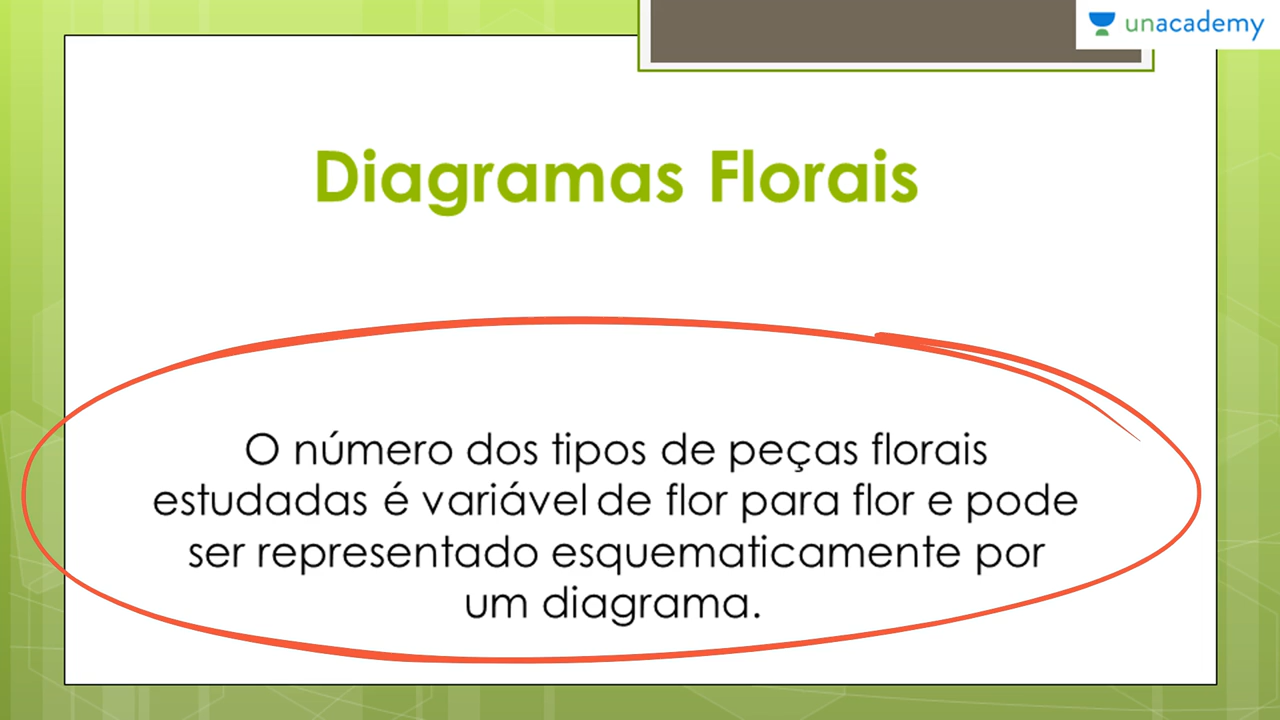 unacademy
Diagramas Florais
O número dos tipos de peças florais
estudadas é variável de flor para flor e pode
ser representado esquematicamente por
um diagrama.